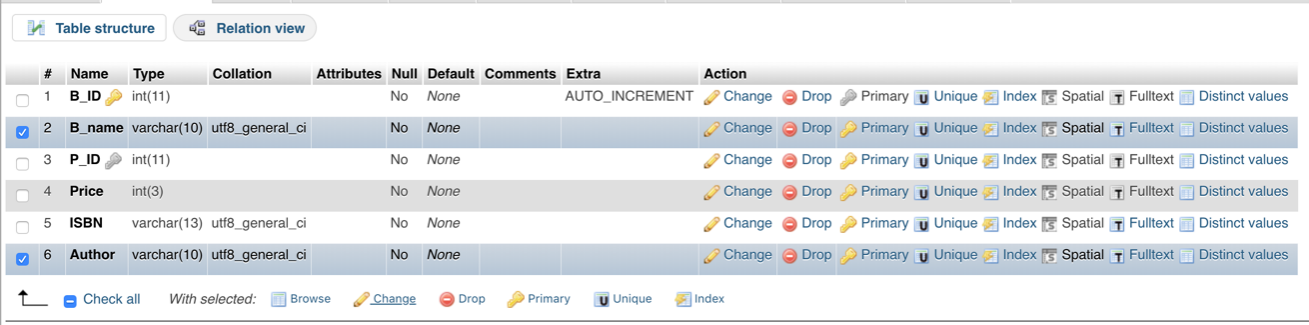 Table structure Relation view
# Name Type Collation Attributes Null Default Comments Extra Action
1 B_ID int(11) No None AUTO_INCREMENT Change Drop Primary Unique Index Spatial Fulltext Distinct values
2 B_name varchar(10) utf8_general_ci No None Change Drop Primary Unique Index Spatial Fulltext Distinct values
3 P_ID int(11) No None Change Drop Primary Unique Index Spatial Fulltext Distinct values
4 Price int(3) No None Change Drop Primary Unique Index Spatial Fulltext Distinct values
5 ISBN varchar(13) utf8_general_ci No None Change Drop Primary Unique Index Spatial Fulltext Distinct values
6 Author varchar(10) utf8_general_ci No None Change Drop Primary Unique Index Spatial Fulltext Distinct values
Check all With selected: Browse Change Drop Primary Unique Index